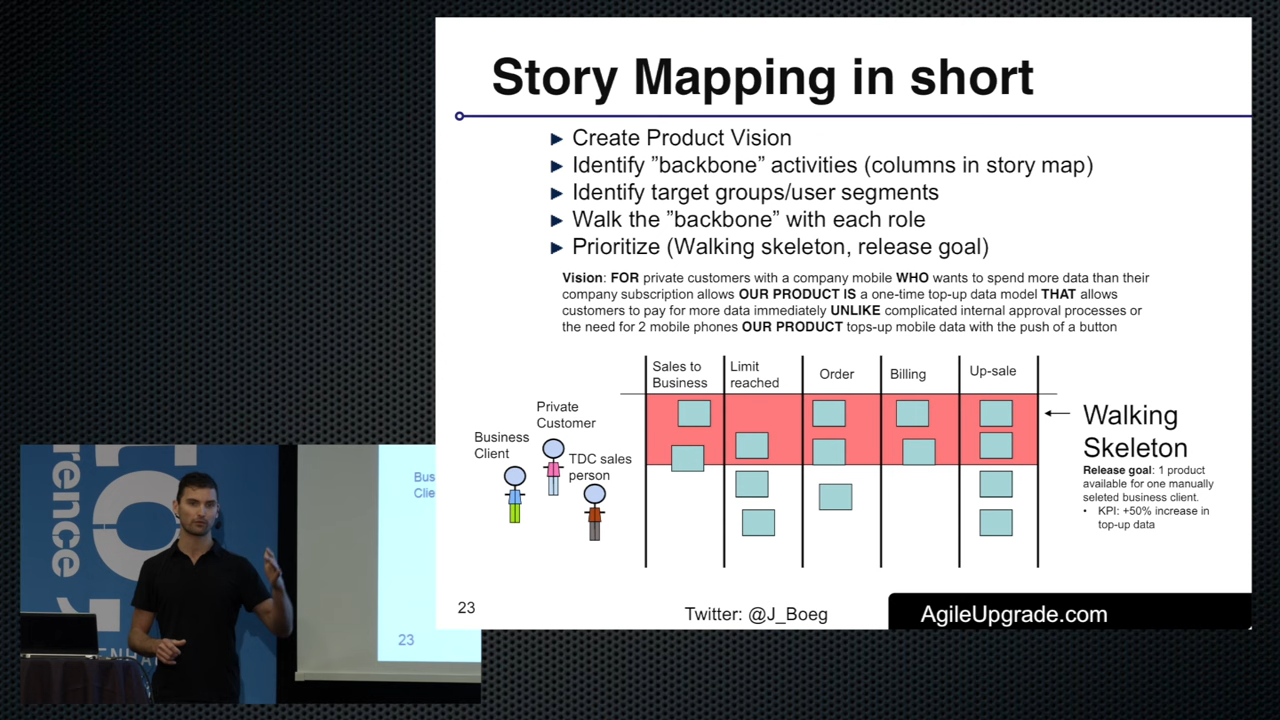 Story Mapping in short
► Create Product Vision
► Identify ”backbone” activities (columns in story map)
► Identify target groups/user segments
► Walk the ”backbone” with each role
► Prioritize (Walking skeleton, release goal)
Vision: FOR private customers with a company mobile WHO wants to spend more data than their
company subscription allows OUR PRODUCT IS a one-time top-up data model THAT allows
customers to pay for more data immediately UNLIKE complicated internal approval processes or
the need for 2 mobile phones OUR PRODUCT tops-up mobile data with the push of a button
Sales to
Business
Limit
reached
Order
Billing
Up-sale
Private
Customer
Business
Client
TDC sales
person
Walking
Skeleton
Release goal: 1 product
available for one manually
seleted business client.
• KPI: +50% increase in
top-up data
23
Twitter: @J_Boeg
AgileUpgrade.com
Bus
Clie
23
rence